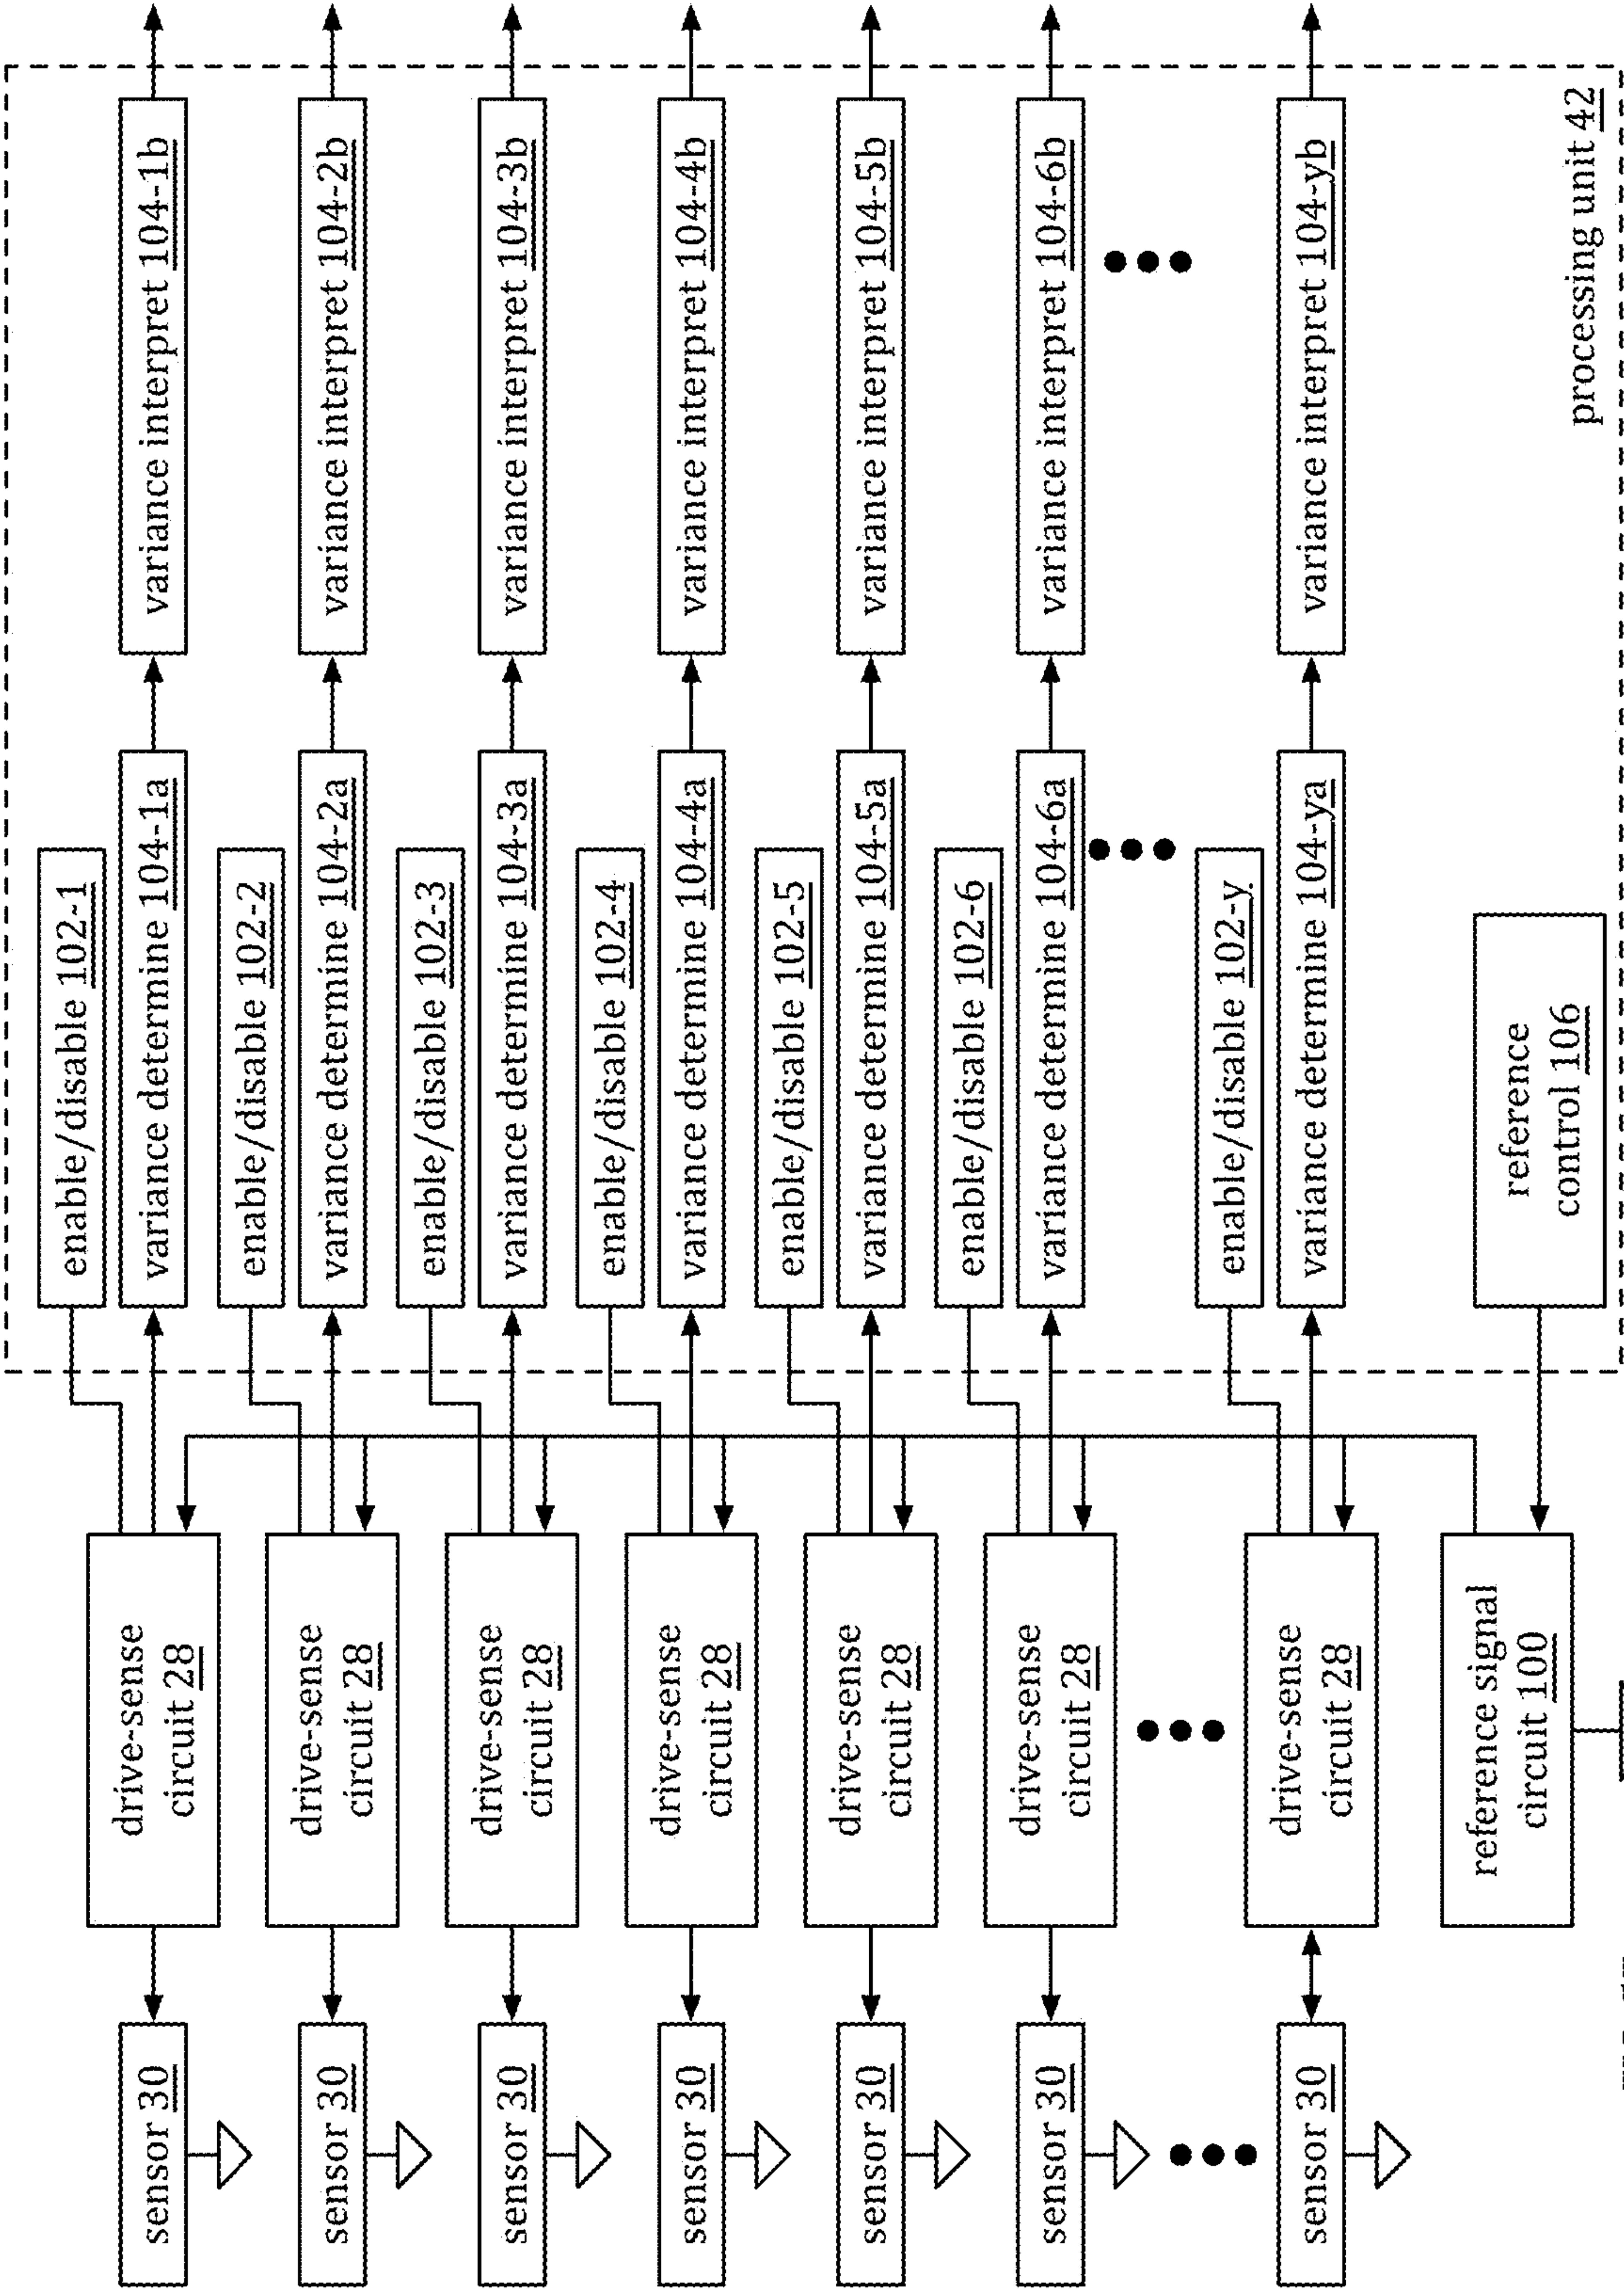 enable/disable 102-1
sensor 30
drive-sense
circuit 28
variance determine 104-1a
variance interpret 104-1b
enable/disable 102-2
sensor 30
drive-sense
circuit 28
variance determine 104-2a
variance interpret 104-2b
enable/disable 102-3
sensor 30
drive-sense
circuit 28
variance determine 104-3a
variance interpret 104-3b
enable/disable 102-4
sensor 30
drive-sense
circuit 28
variance determine 104-4a
variance interpret 104-4b
enable/disable 102-5
sensor 30
drive-sense
circuit 28
variance determine 104-5a
variance interpret 104-5b
enable/disable 102-6
sensor 30
drive-sense
circuit 28
variance determine 104-6a
variance interpret 104-6b
enable/disable 102-y
sensor 30
drive-sense
circuit 28
variance determine 104-ya
variance interpret 104-yb
reference signal
circuit 100
reference
control 106
processing unit 42